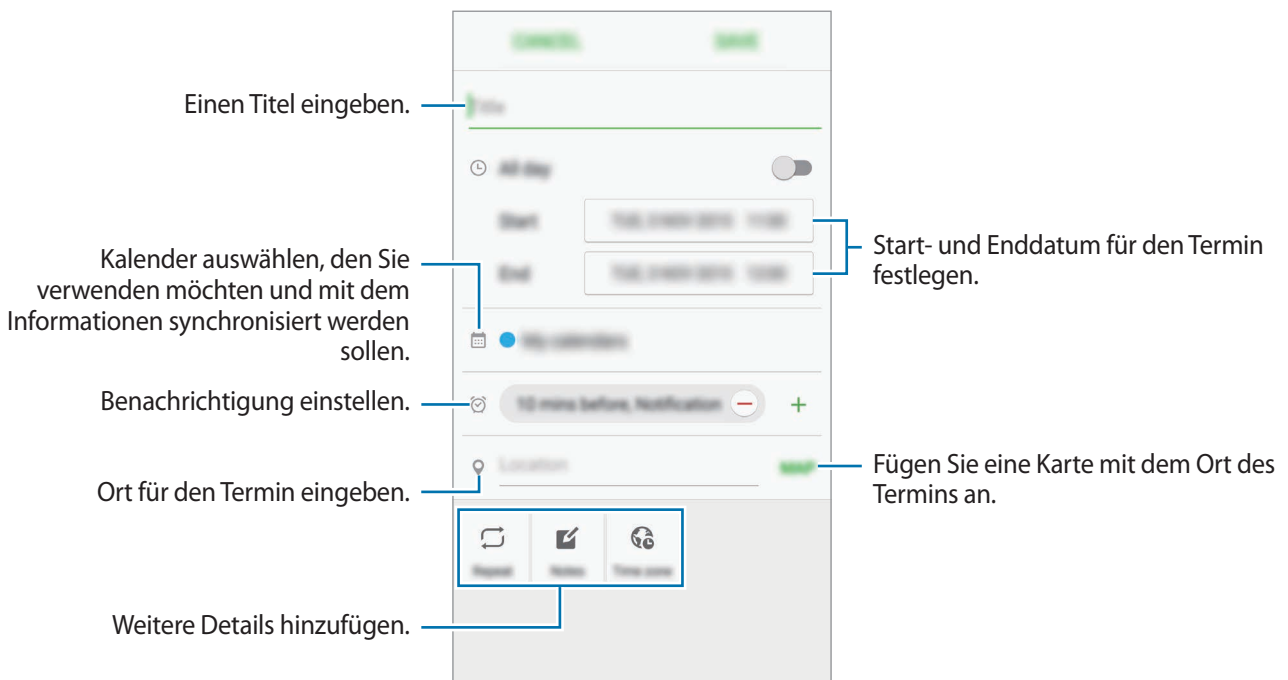 CANCEL
SAVE
Einen Titel eingeben.
Title
All day
Start
Start- und Enddatum für den Termin
festlegen.
End
Kalender auswählen, den Sie
verwenden möchten und mit dem
Informationen synchronisiert werden
sollen.
My calendars
Benachrichtigung einstellen.
10 mins before, Notification
Location
MAP
Fügen Sie eine Karte mit dem Ort des
Termins an.
Ort für den Termin eingeben.
Repeat
Notes
Time zone
Weitere Details hinzufügen.